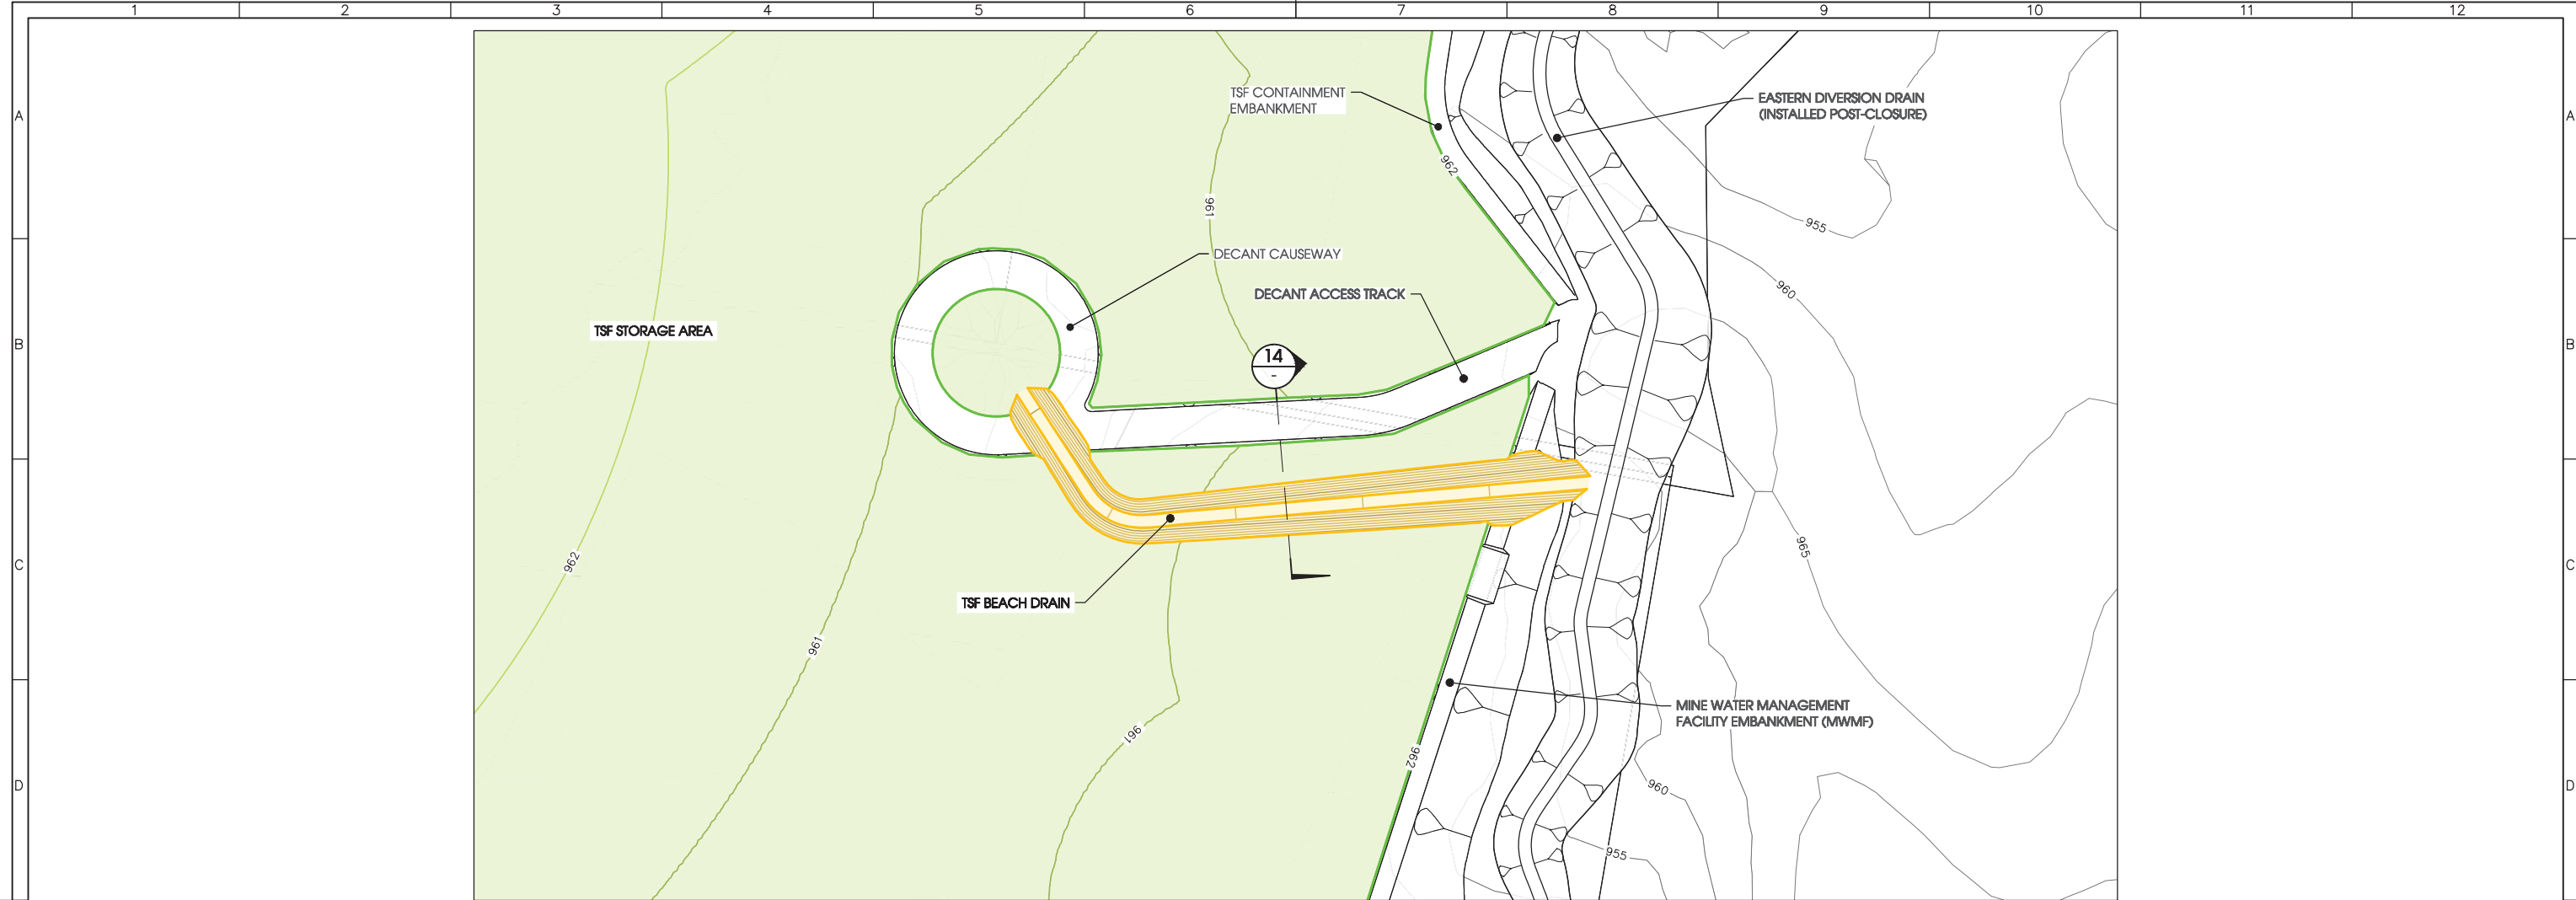 1 2 3 4 5 6 7 8 9 10 11 12
A
TSF CONTAINMENT
EMBANKMENT
EASTERN DIVERSION DRAIN
(INSTALLED POST-CLOSURE)
A
962
961
955
DECANT CAUSEWAY
960
DECANT ACCESS TRACK
TSF STORAGE AREA
B
B
14
-
962
965
C
C
TSF BEACH DRAIN
961
MINE WATER MANAGEMENT
FACILITY EMBANKMENT (MWMF)
961
962
960
D
D
955